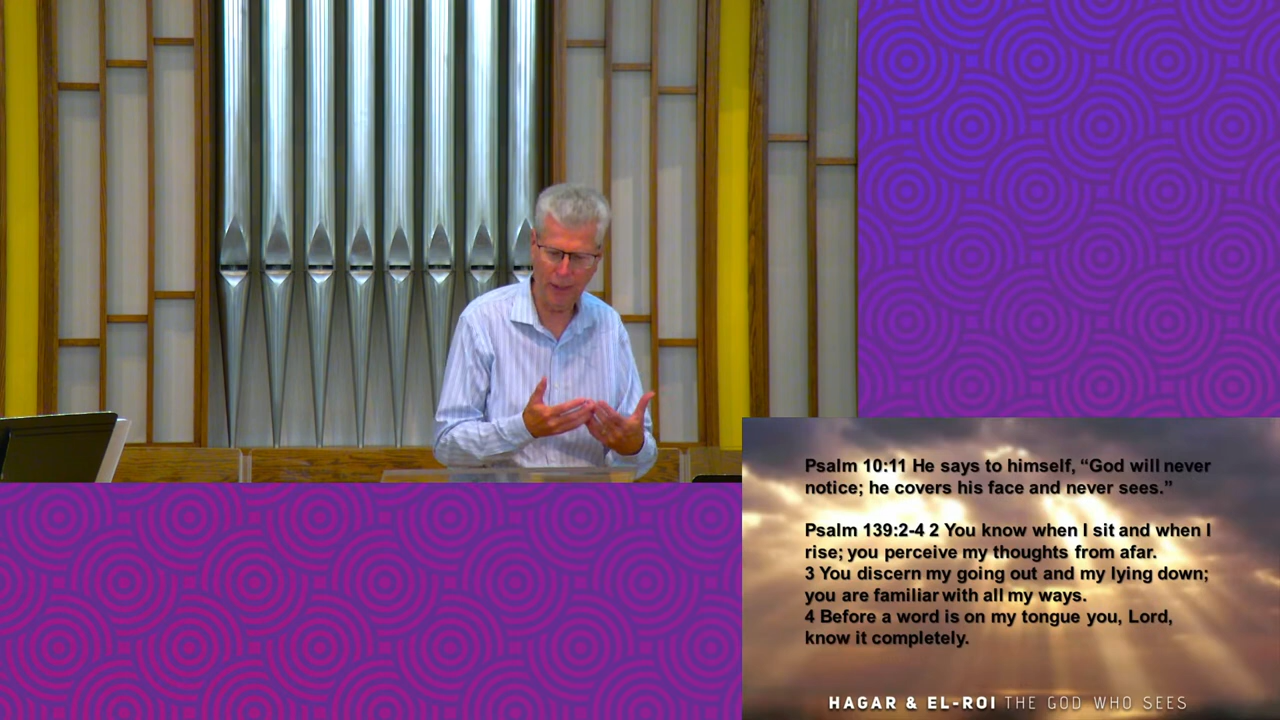 Psalm 10:11 He says to himself, “God will never
notice; he covers his face and never sees.”
Psalm 139:2-4 2 You know when I sit and when I
rise; you perceive my thoughts from afar.
3 You discern my going out and my lying down;
you are familiar with all my ways.
4 Before a word is on my tongue you, Lord,
know it completely.
HAGAR & EL-ROI THE GOD WHO SEES